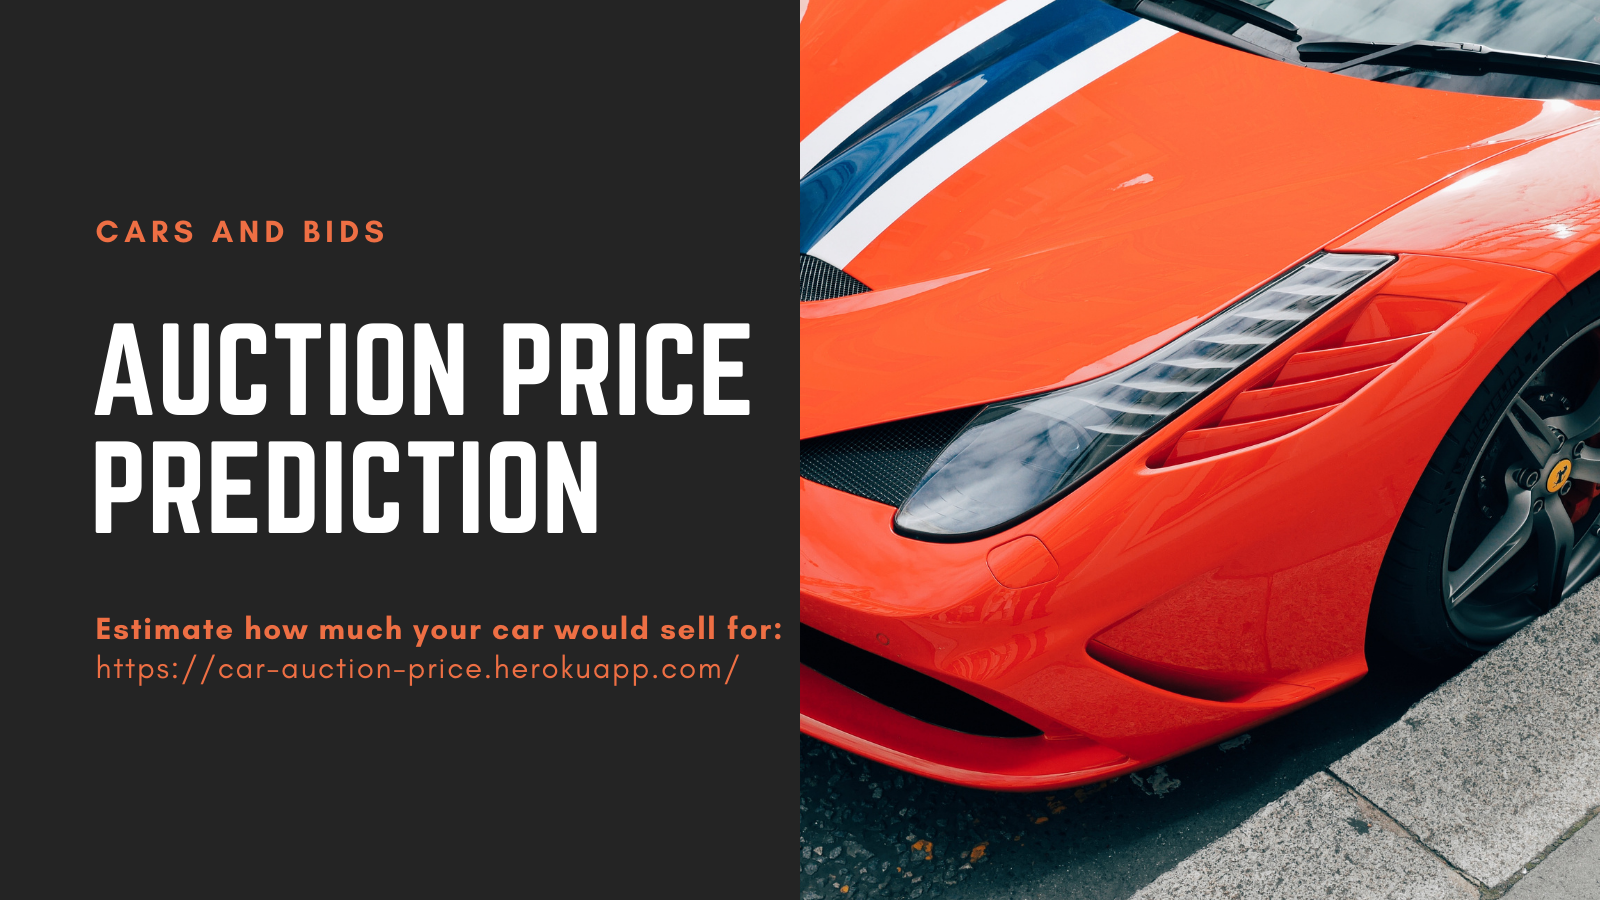 CARS AND BIDS
AUCTION PRICE
PREDICTION
Estimate how much your car would sell for:
https://car-auction-price.herokuapp.com/